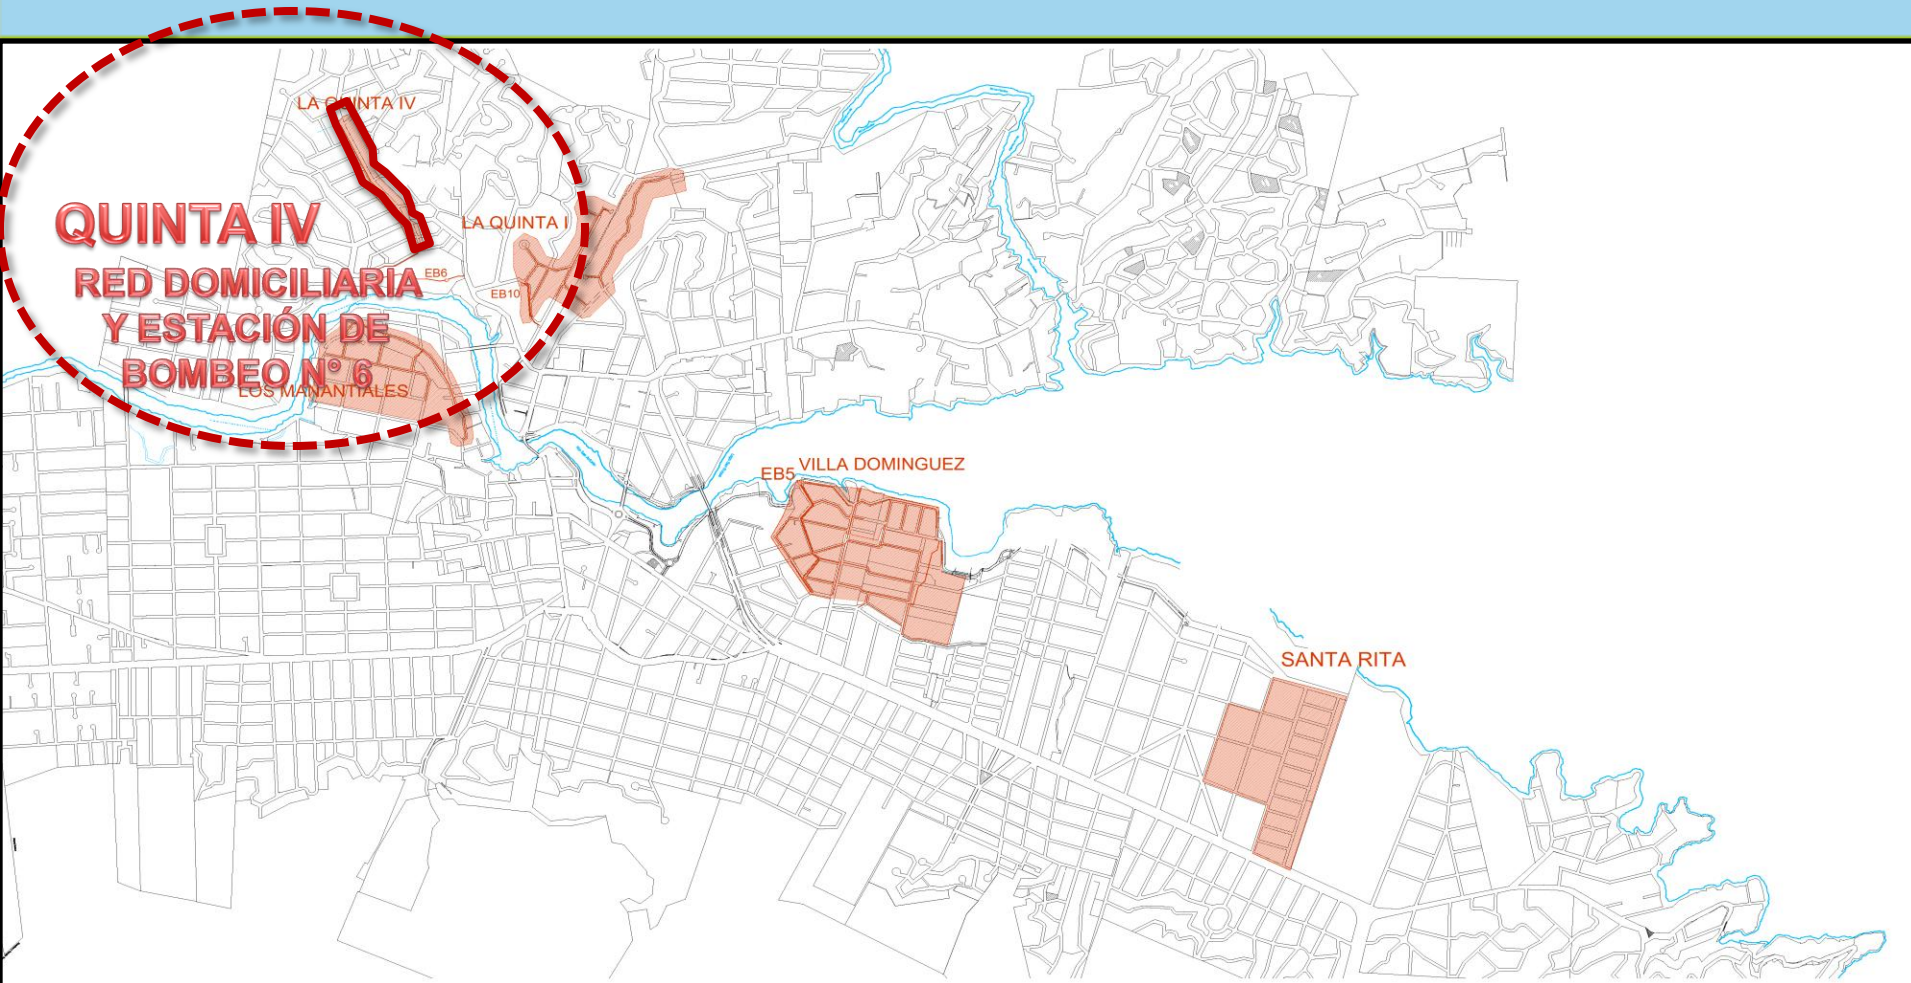 LA QUINTA IV
QUINTA IV
RED DOMICILIARIA
Y ESTACIÓN DE
BOMBEO N° 6
LA QUINTA I
EB6
EB10
LOS MANANTIALES
EB5
VILLA DOMINGUEZ
SANTA RITA